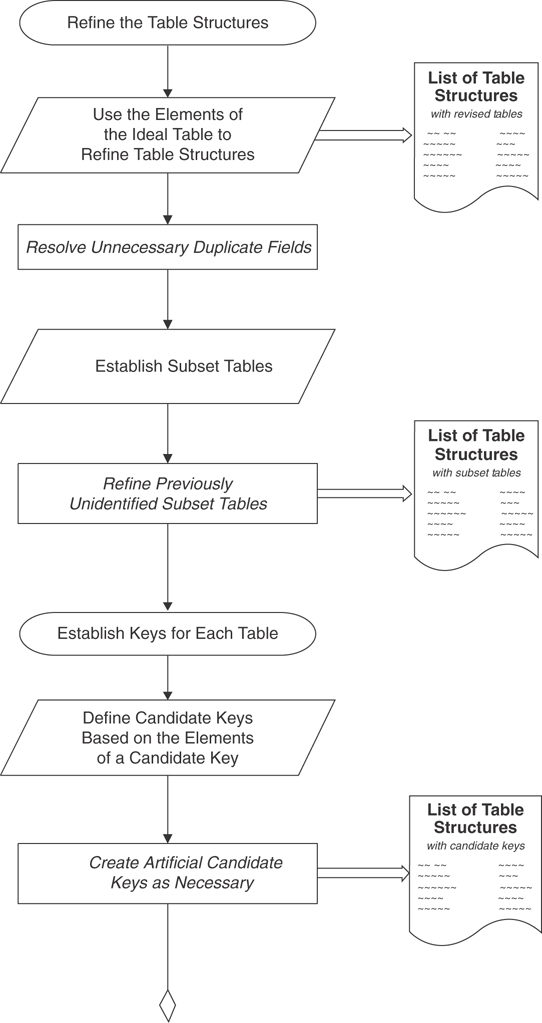 Refine the Table Structures
Use the Elements of
the Ideal Table to
Refine Table Structures
List of Table
Structures
with revised tables
~~ ~~ ~~~~
~~~~~ ~~~
~~~~~~ ~~~~~
~~~~ ~~~~
~~~~~ ~~~~~
Resolve Unnecessary Duplicate Fields
Establish Subset Tables
Refine Previously
Unidentified Subset Tables
List of Table
Structures
with subset tables
~~ ~~ ~~~~
~~~~~ ~~~
~~~~~~ ~~~~~
~~~~ ~~~~
~~~~~ ~~~~~
Establish Keys for Each Table
Define Candidate Keys
Based on the Elements
of a Candidate Key
Create Artificial Candidate
Keys as Necessary
List of Table
Structures
with candidate keys
~~ ~~ ~~~~
~~~~~ ~~~
~~~~~~ ~~~~~
~~~~ ~~~~
~~~~~ ~~~~~